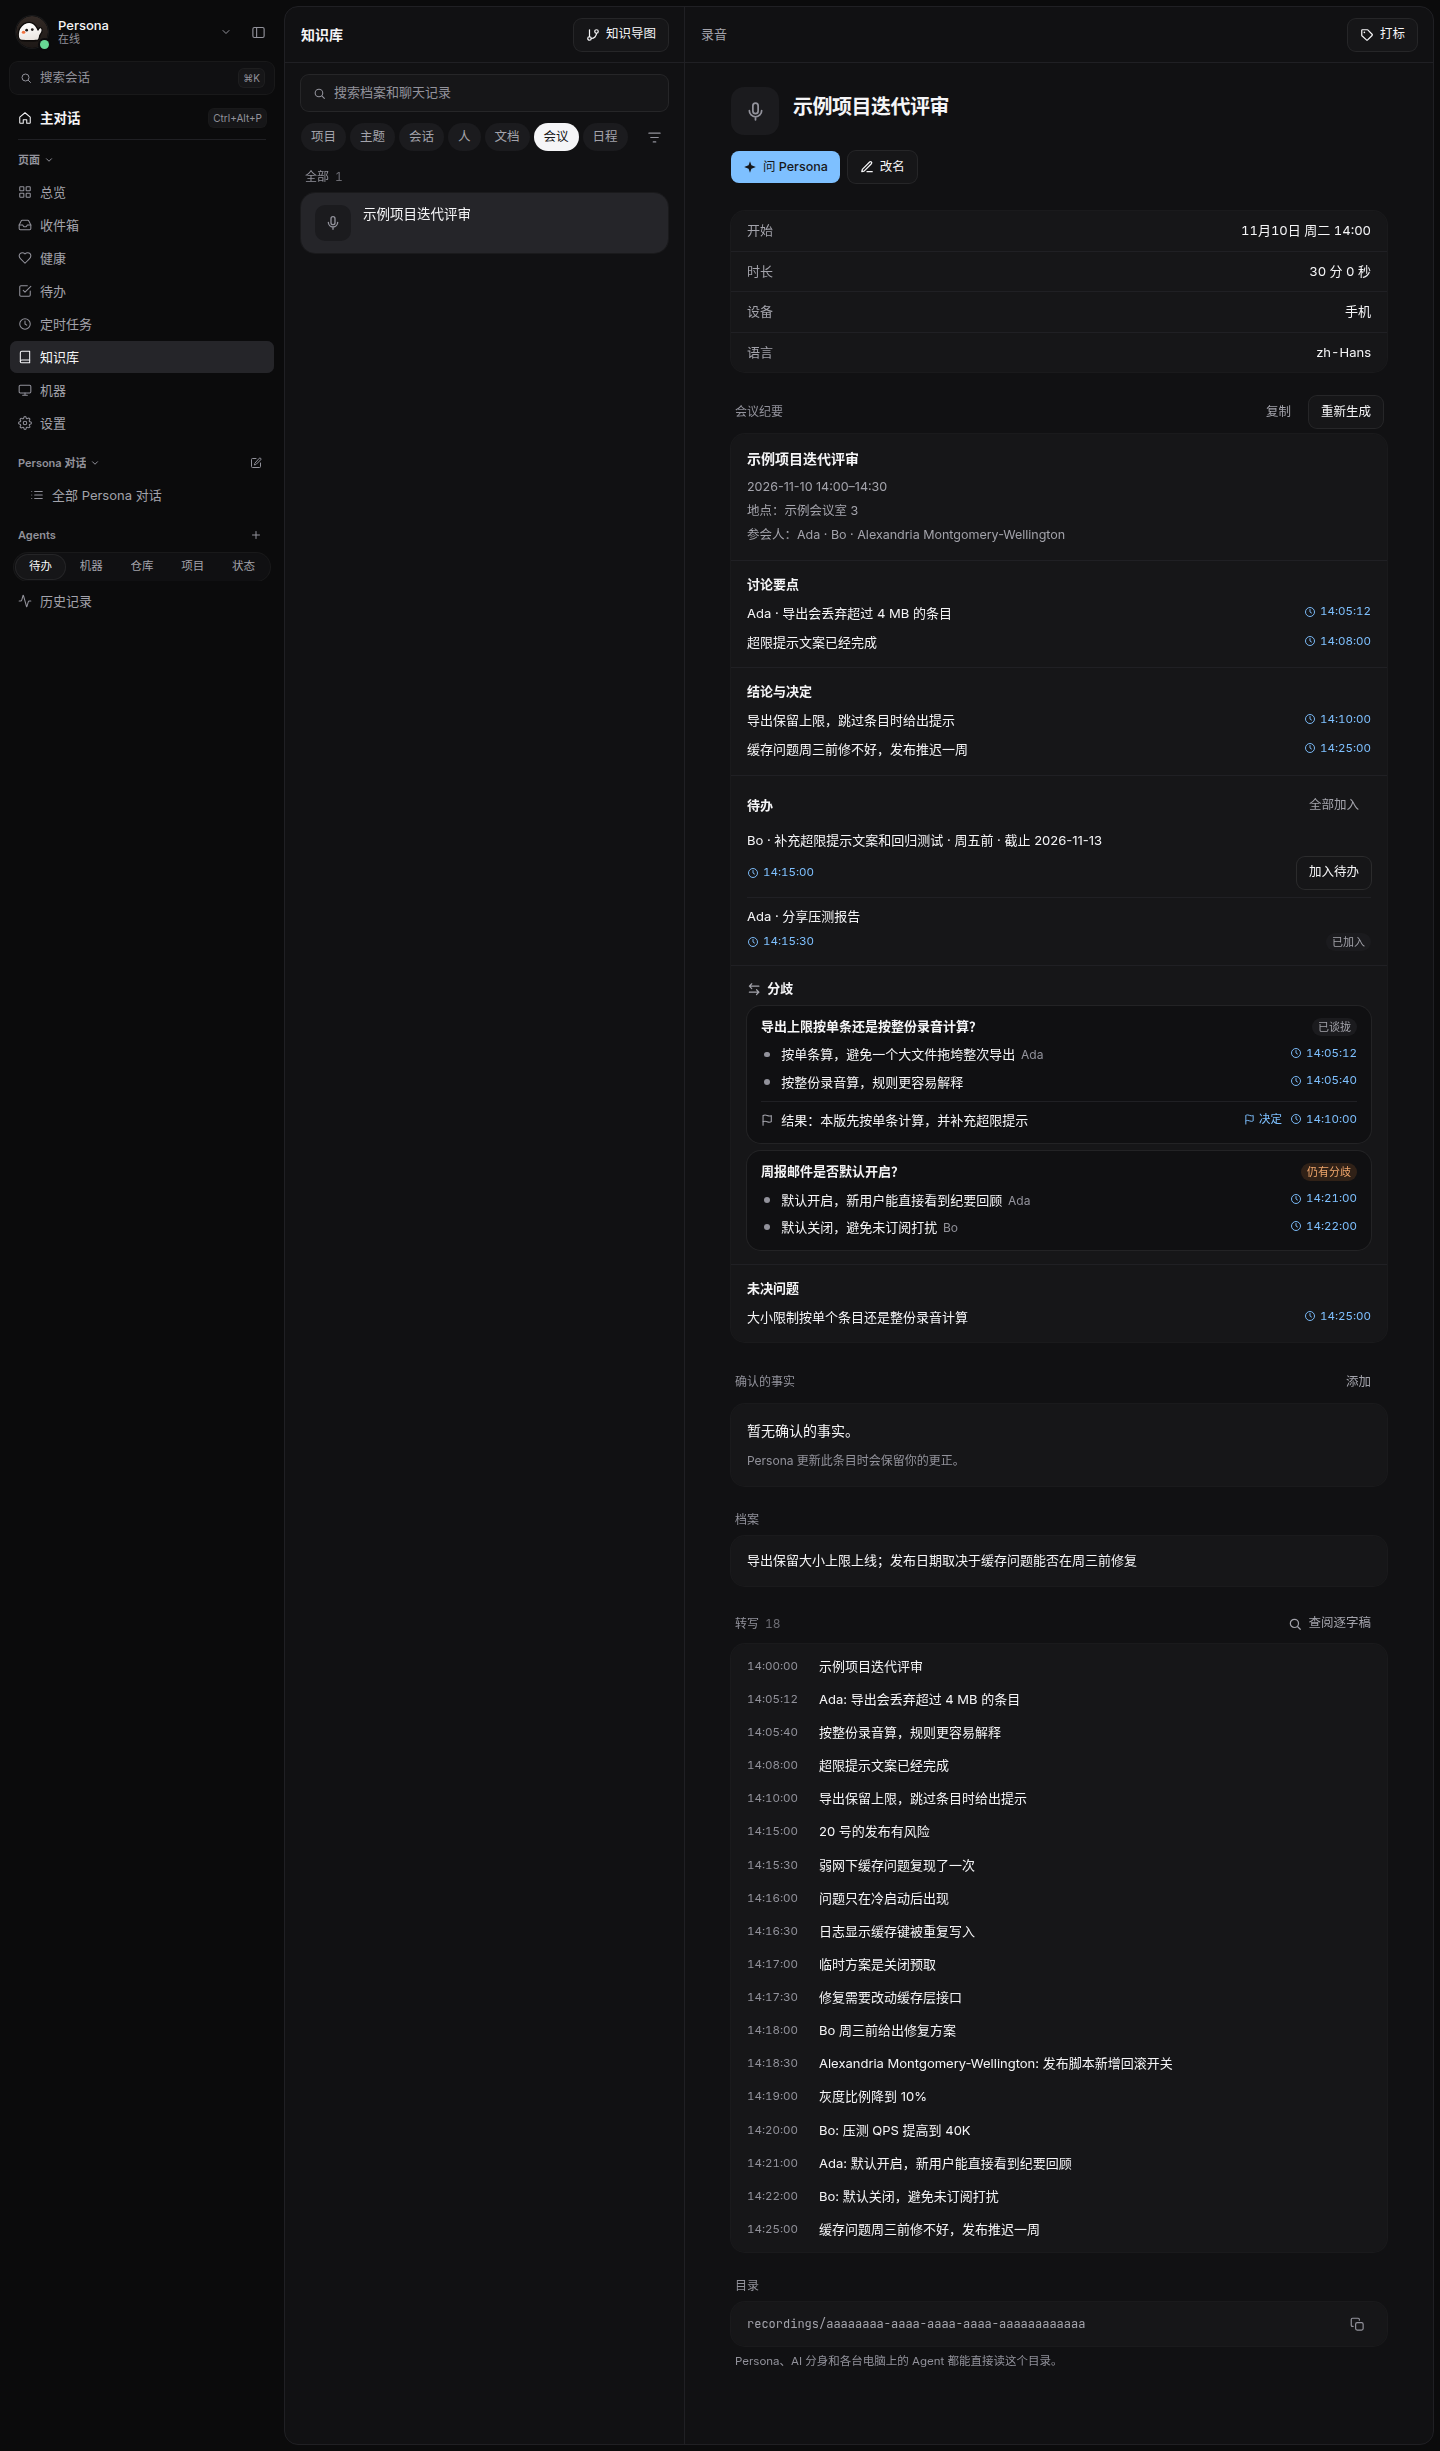 Persona
在线
搜索会话 ⌘K
主对话 Ctrl+Alt+P
页面
总览
收件箱
健康
待办
定时任务
知识库
机器
设置
Persona 对话
全部 Persona 对话
Agents
待办 机器 仓库 项目 状态
历史记录
知识库 知识导图
搜索档案和聊天记录
项目 主题 会话 人 文档 会议 日程
全部 1
示例项目迭代评审
录音 打标
示例项目迭代评审
问 Persona 改名
开始 11月10日 周二 14:00
时长 30 分 0 秒
设备 手机
语言 zh-Hans
会议纪要 复制 重新生成
示例项目迭代评审
2026-11-10 14:00–14:30
地点：示例会议室 3
参会人：Ada · Bo · Alexandria Montgomery-Wellington
讨论要点
Ada · 导出会丢弃超过 4 MB 的条目 14:05:12
超限提示文案已经完成 14:08:00
结论与决定
导出保留上限，跳过条目时给出提示 14:10:00
缓存问题周三前修不好，发布推迟一周 14:25:00
待办 全部加入
Bo · 补充超限提示文案和回归测试 · 周五前 · 截止 2026-11-13
14:15:00 加入待办
Ada · 分享压测报告
14:15:30 已加入
分歧
导出上限按单条还是按整份录音计算？ 已谈拢
按单条算，避免一个大文件拖垮整次导出 Ada 14:05:12
按整份录音算，规则更容易解释 14:05:40
结果：本版先按单条计算，并补充超限提示 决定 14:10:00
周报邮件是否默认开启？ 仍有分歧
默认开启，新用户能直接看到纪要回顾 Ada 14:21:00
默认关闭，避免未订阅打扰 Bo 14:22:00
未决问题
大小限制按单个条目还是整份录音计算 14:25:00
确认的事实 添加
暂无确认的事实。
Persona 更新此条目时会保留你的更正。
档案
导出保留大小上限上线；发布日期取决于缓存问题能否在周三前修复
转写 18 查阅逐字稿
14:00:00 示例项目迭代评审
14:05:12 Ada: 导出会丢弃超过 4 MB 的条目
14:05:40 按整份录音算，规则更容易解释
14:08:00 超限提示文案已经完成
14:10:00 导出保留上限，跳过条目时给出提示
14:15:00 20 号的发布有风险
14:15:30 弱网下缓存问题复现了一次
14:16:00 问题只在冷启动后出现
14:16:30 日志显示缓存键被重复写入
14:17:00 临时方案是关闭预取
14:17:30 修复需要改动缓存层接口
14:18:00 Bo 周三前给出修复方案
14:18:30 Alexandria Montgomery-Wellington: 发布脚本新增回滚开关
14:19:00 灰度比例降到 10%
14:20:00 Bo: 压测 QPS 提高到 40K
14:21:00 Ada: 默认开启，新用户能直接看到纪要回顾
14:22:00 Bo: 默认关闭，避免未订阅打扰
14:25:00 缓存问题周三前修不好，发布推迟一周
目录
recordings/aaaaaaaa-aaaa-aaaa-aaaa-aaaaaaaaaaaa
Persona、AI 分身和各台电脑上的 Agent 都能直接读这个目录。